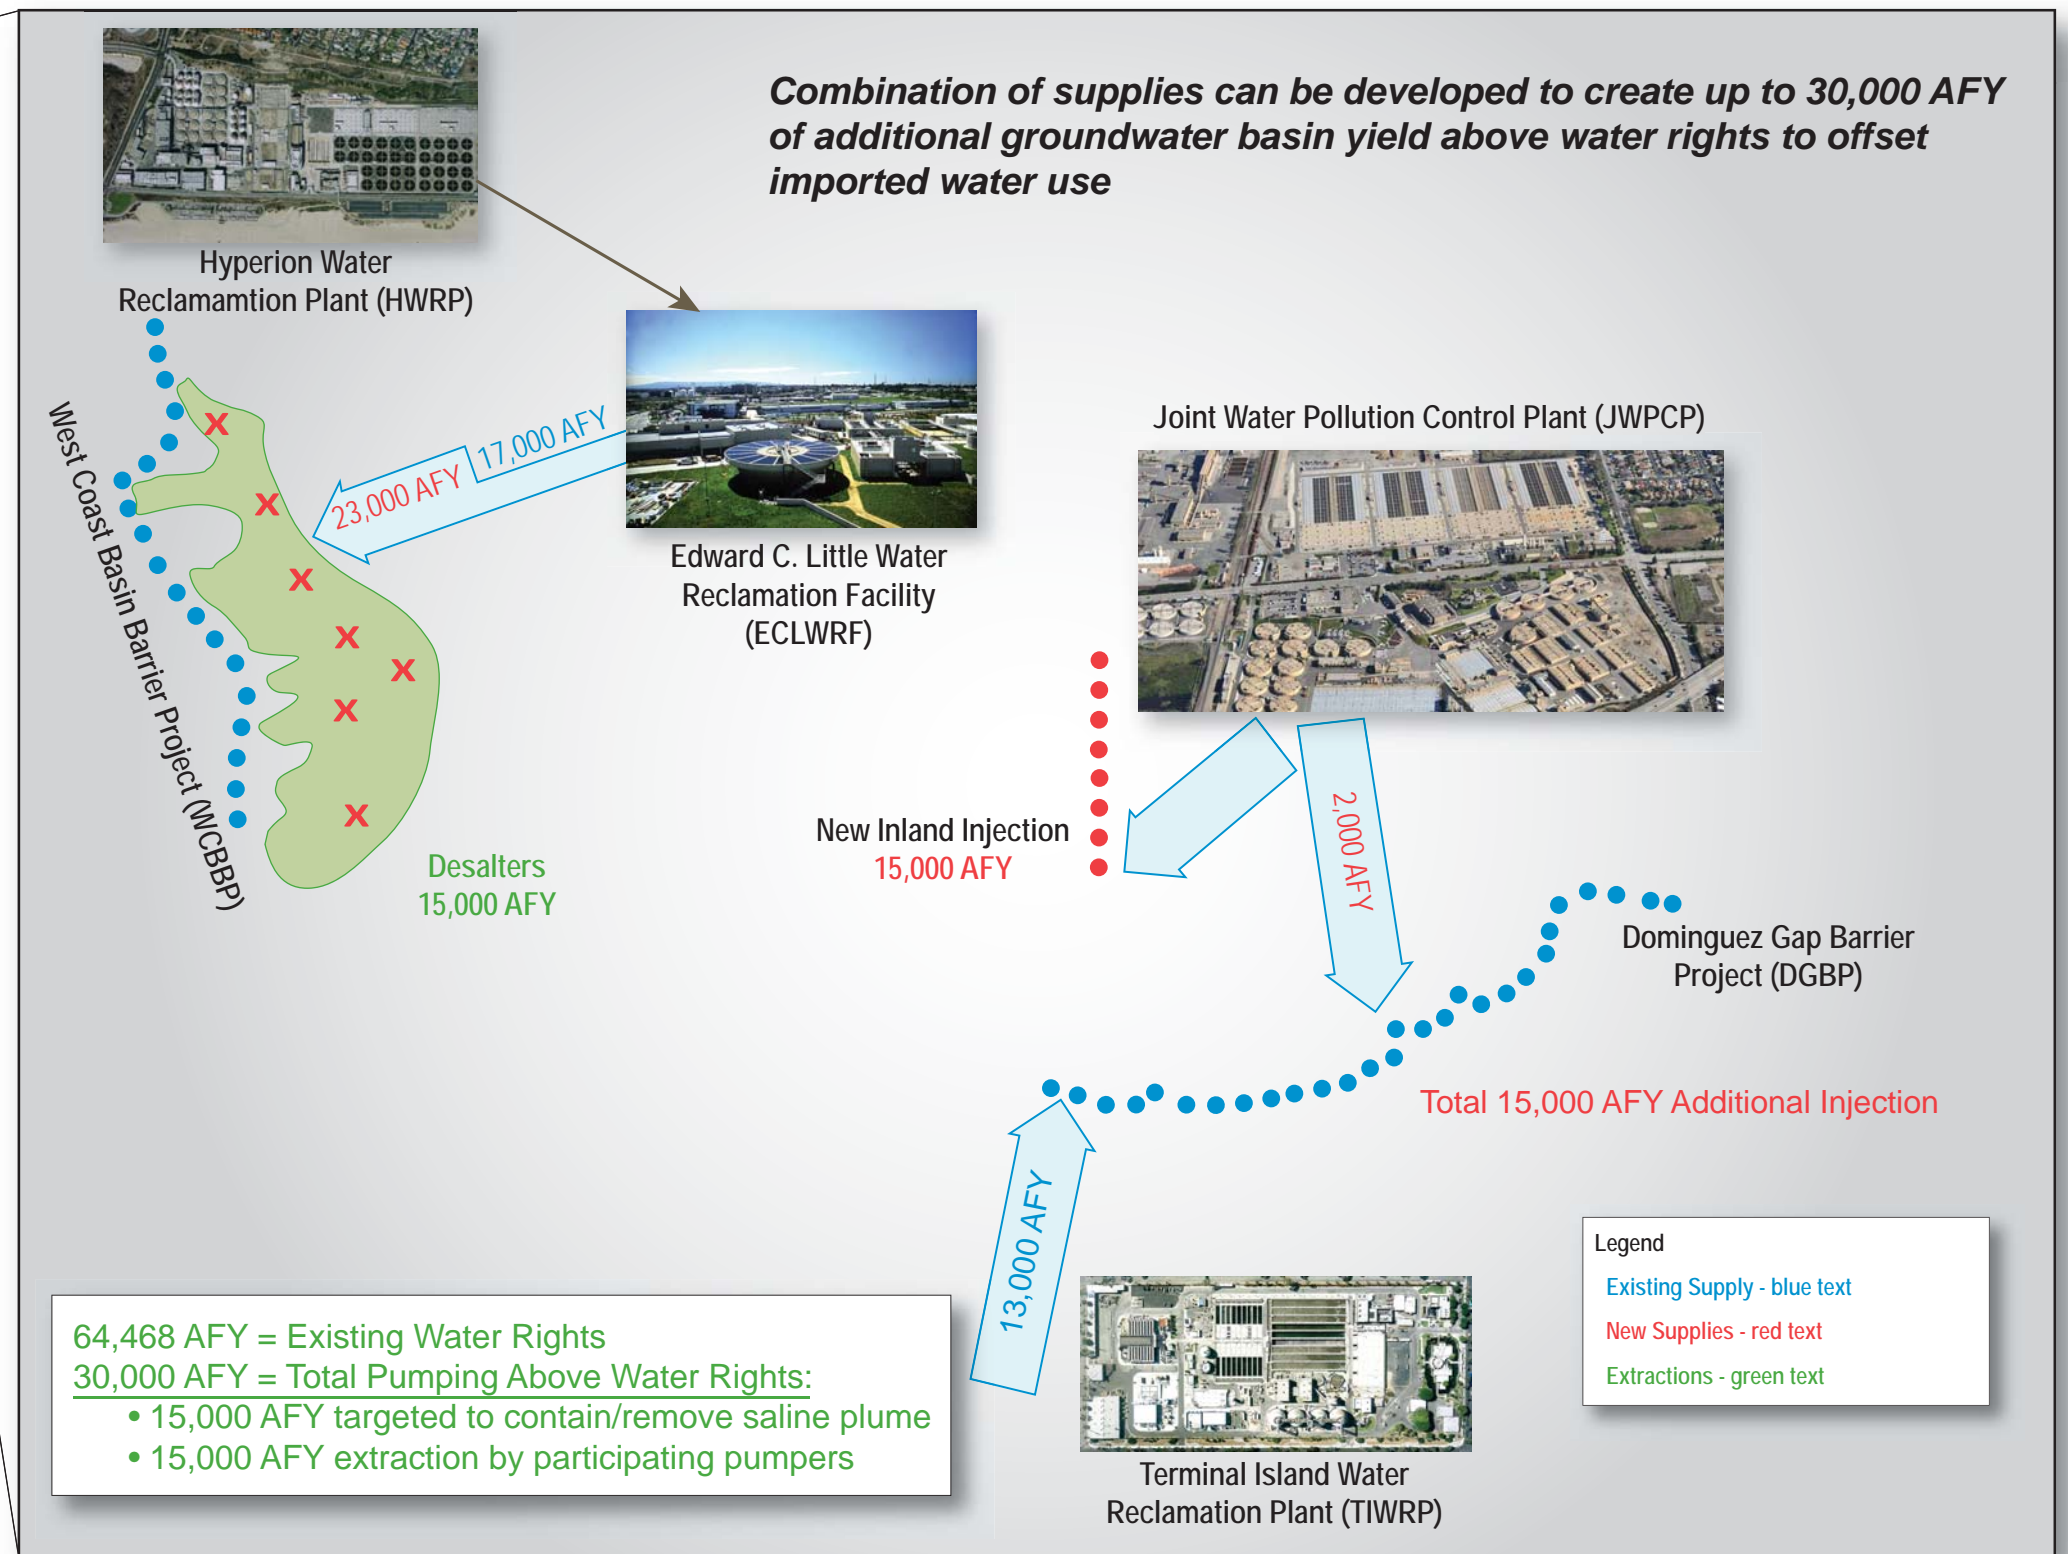 Combination of supplies can be developed to create up to 30,000 AFY
of additional groundwater basin yield above water rights to offset
imported water use
Hyperion Water
Reclamamtion Plant (HWRP)
West Coast Basin Barrier Project (WCBBP)
X
X
X
X
X
X
X
23,000 AFY
17,000 AFY
Edward C. Little Water
Reclamation Facility
(ECLWRF)
Desalters
15,000 AFY
Joint Water Pollution Control Plant (JWPCP)
New Inland Injection
15,000 AFY
2,000 AFY
Dominguez Gap Barrier
Project (DGBP)
Total 15,000 AFY Additional Injection
13,000 AFY
Terminal Island Water
Reclamation Plant (TIWRP)
64,468 AFY = Existing Water Rights
30,000 AFY = Total Pumping Above Water Rights:
• 15,000 AFY targeted to contain/remove saline plume
• 15,000 AFY extraction by participating pumpers
Legend
Existing Supply - blue text
New Supplies - red text
Extractions - green text